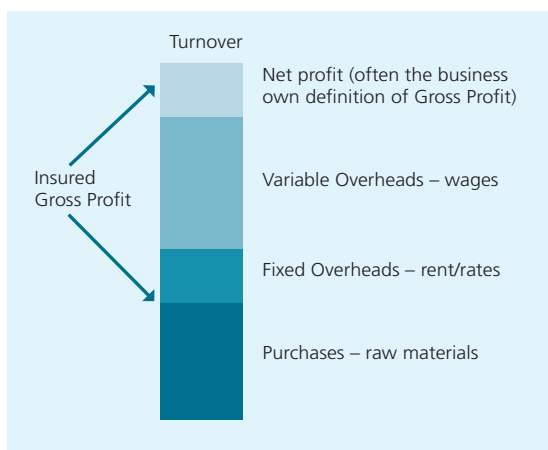 Turnover
Net profit (often the business
own definition of Gross Profit)
Insured
Gross Profit
Variable Overheads – wages
Fixed Overheads – rent/rates
Purchases – raw materials